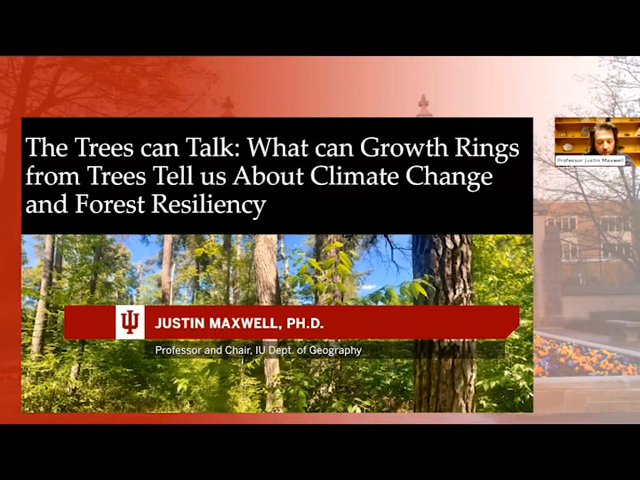 The Trees can Talk: What can Growth Rings
from Trees Tell us About Climate Change
and Forest Resiliency
Professor Justin Maxwell
JUSTIN MAXWELL, PH.D.
Professor and Chair, IU Dept. of Geography